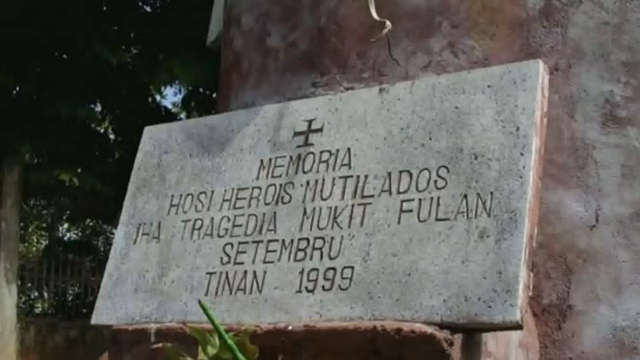 MEMORIA
HOSI HEROIS "MUTILADOS
IHA TRAGEDIA MUKIT FULAN
SETEMBRU"
TINAN 1999